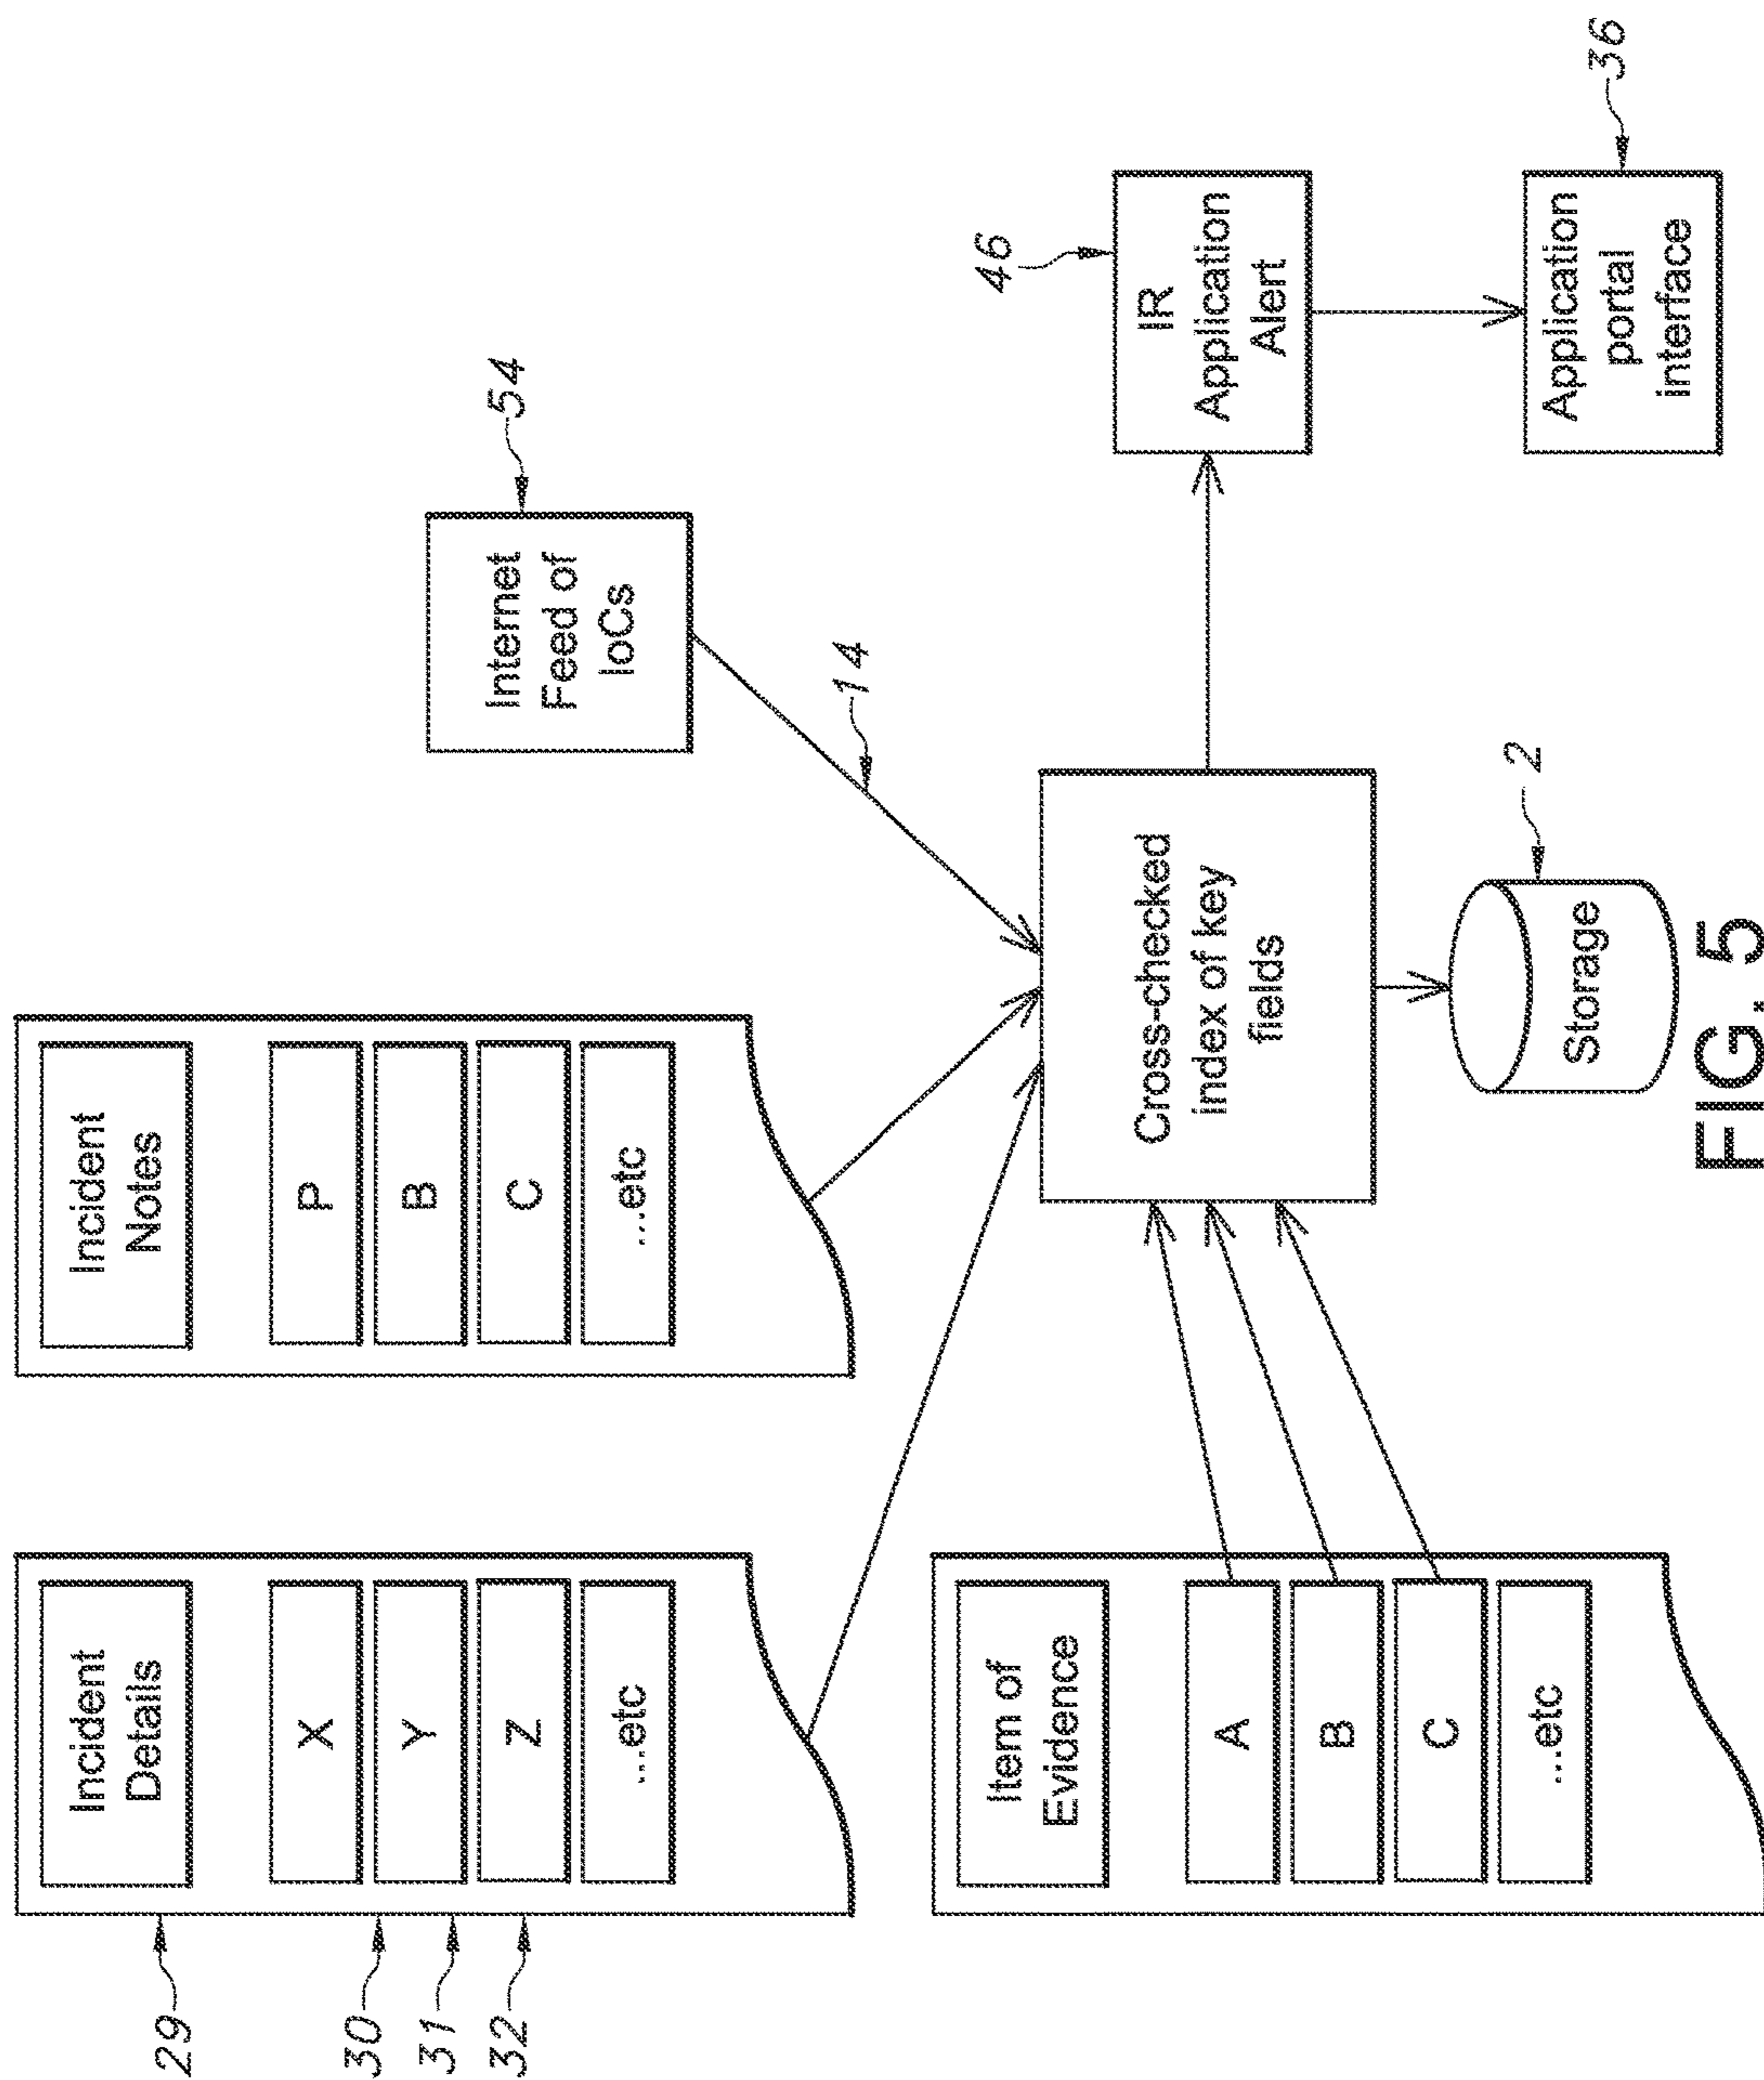 29
30
31
32
Incident
Details
X
Y
Z
...etc
Incident
Notes
P
B
C
...etc
Internet
Feed of
IoCs
54
14
Item of
Evidence
A
B
C
...etc
Cross-checked
index of key
fields
2
Storage
46
IR
Application
Alert
36
Application
portal
interface
FIG. 5